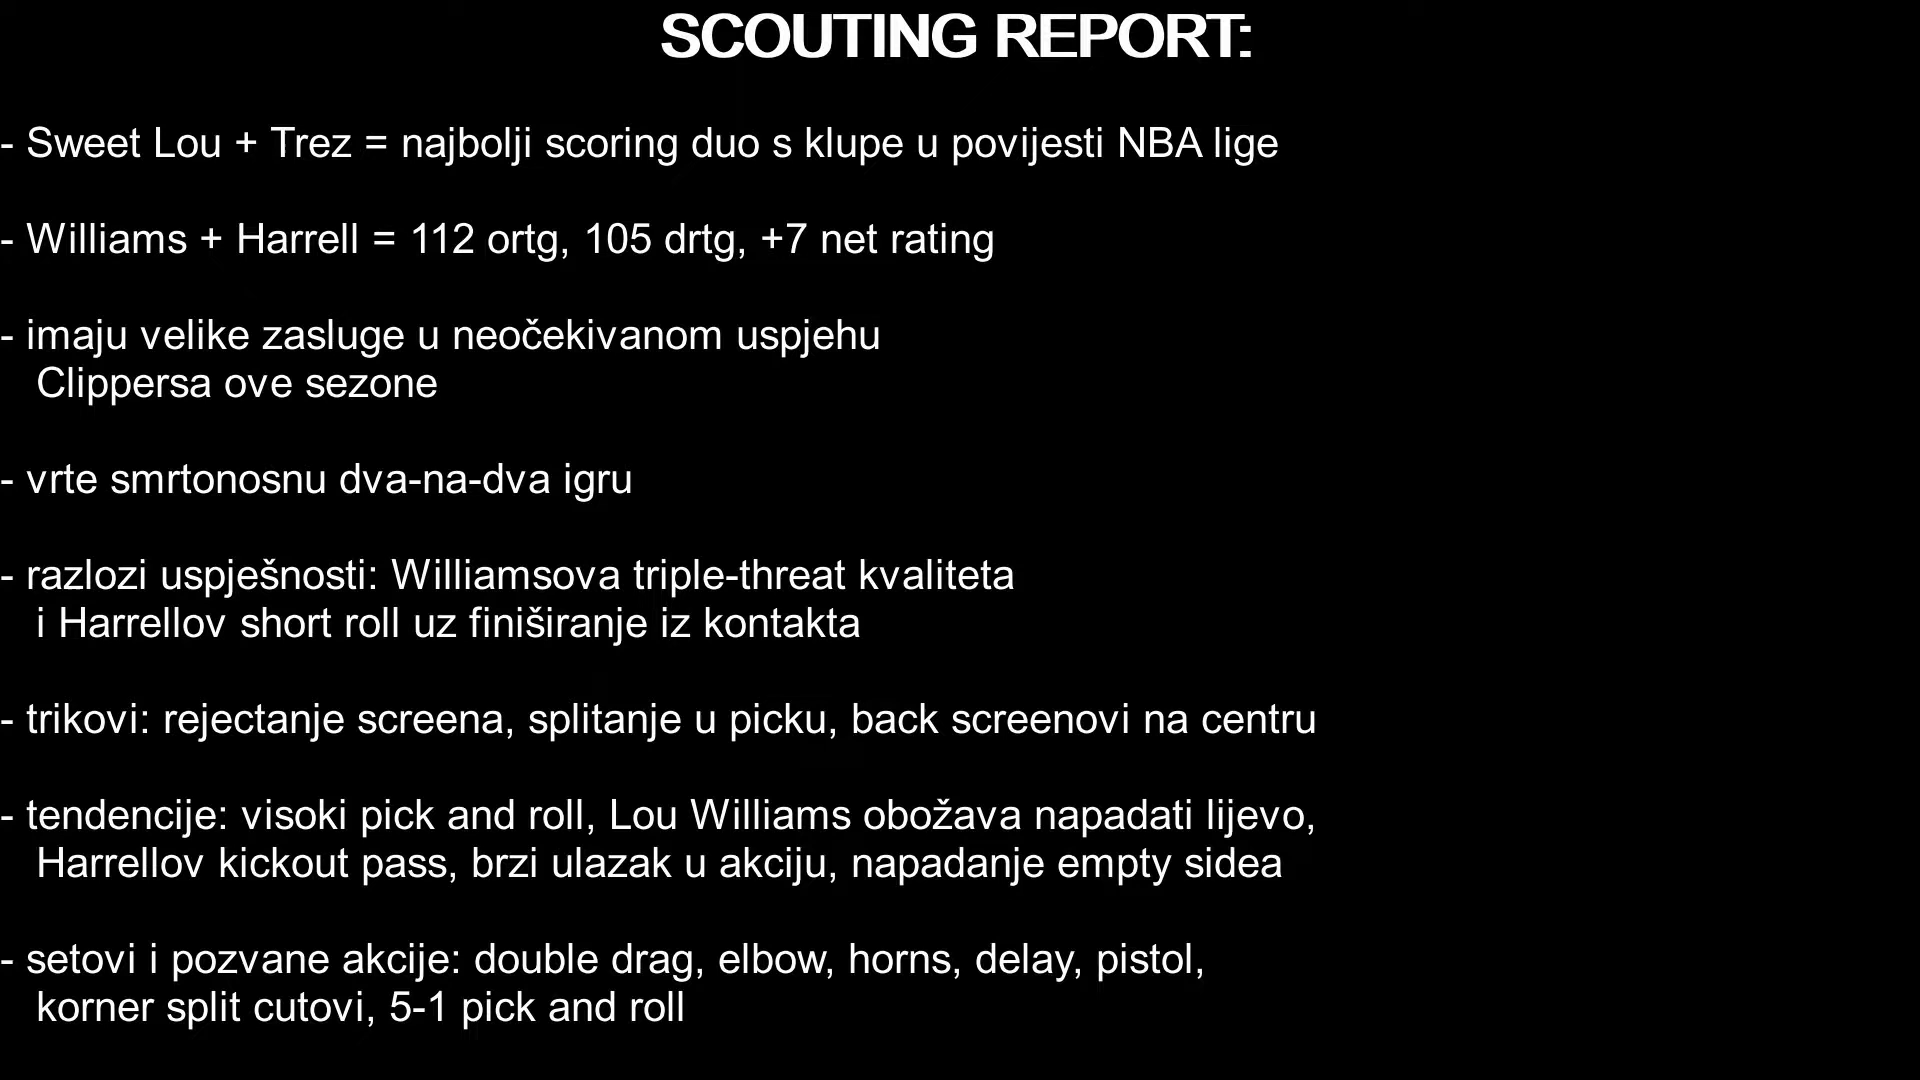 SCOUTING REPORT:
- Sweet Lou + Trez = najbolji scoring duo s klupe u povijesti NBA lige
- Williams + Harrell = 112 ortg, 105 drtg, +7 net rating
- imaju velike zasluge u neočekivanom uspjehu
Clippersa ove sezone
- vrte smrtonosnu dva-na-dva igru
- razlozi uspješnosti: Williamsova triple-threat kvaliteta
i Harrellov short roll uz finiširanje iz kontakta
- trikovi: rejectanje screena, splitanje u picku, back screenovi na centru
- tendencije: visoki pick and roll, Lou Williams obožava napadati lijevo,
Harrellov kickout pass, brzi ulazak u akciju, napadanje empty sidea
- setovi i pozvane akcije: double drag, elbow, horns, delay, pistol,
korner split cutovi, 5-1 pick and roll